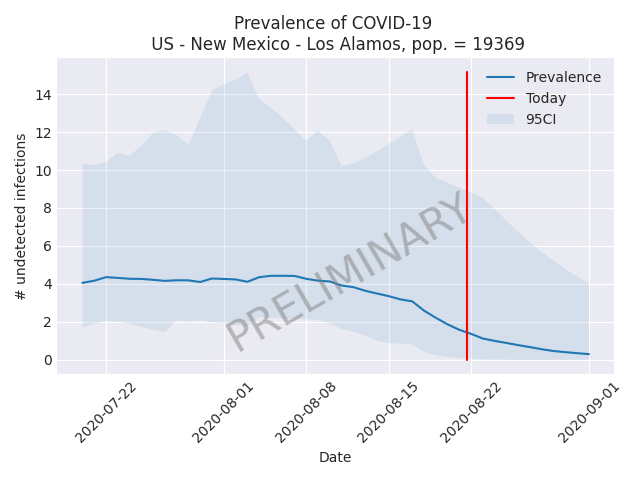 Prevalence of COVID-19
US - New Mexico - Los Alamos, pop. = 19369
Prevalence
Today
95CI
14
12
10
8
6
4
2
0
# undetected infections
PRELIMINARY
2020-07-22
2020-08-01
2020-08-08
2020-08-15
2020-08-22
2020-09-01
Date